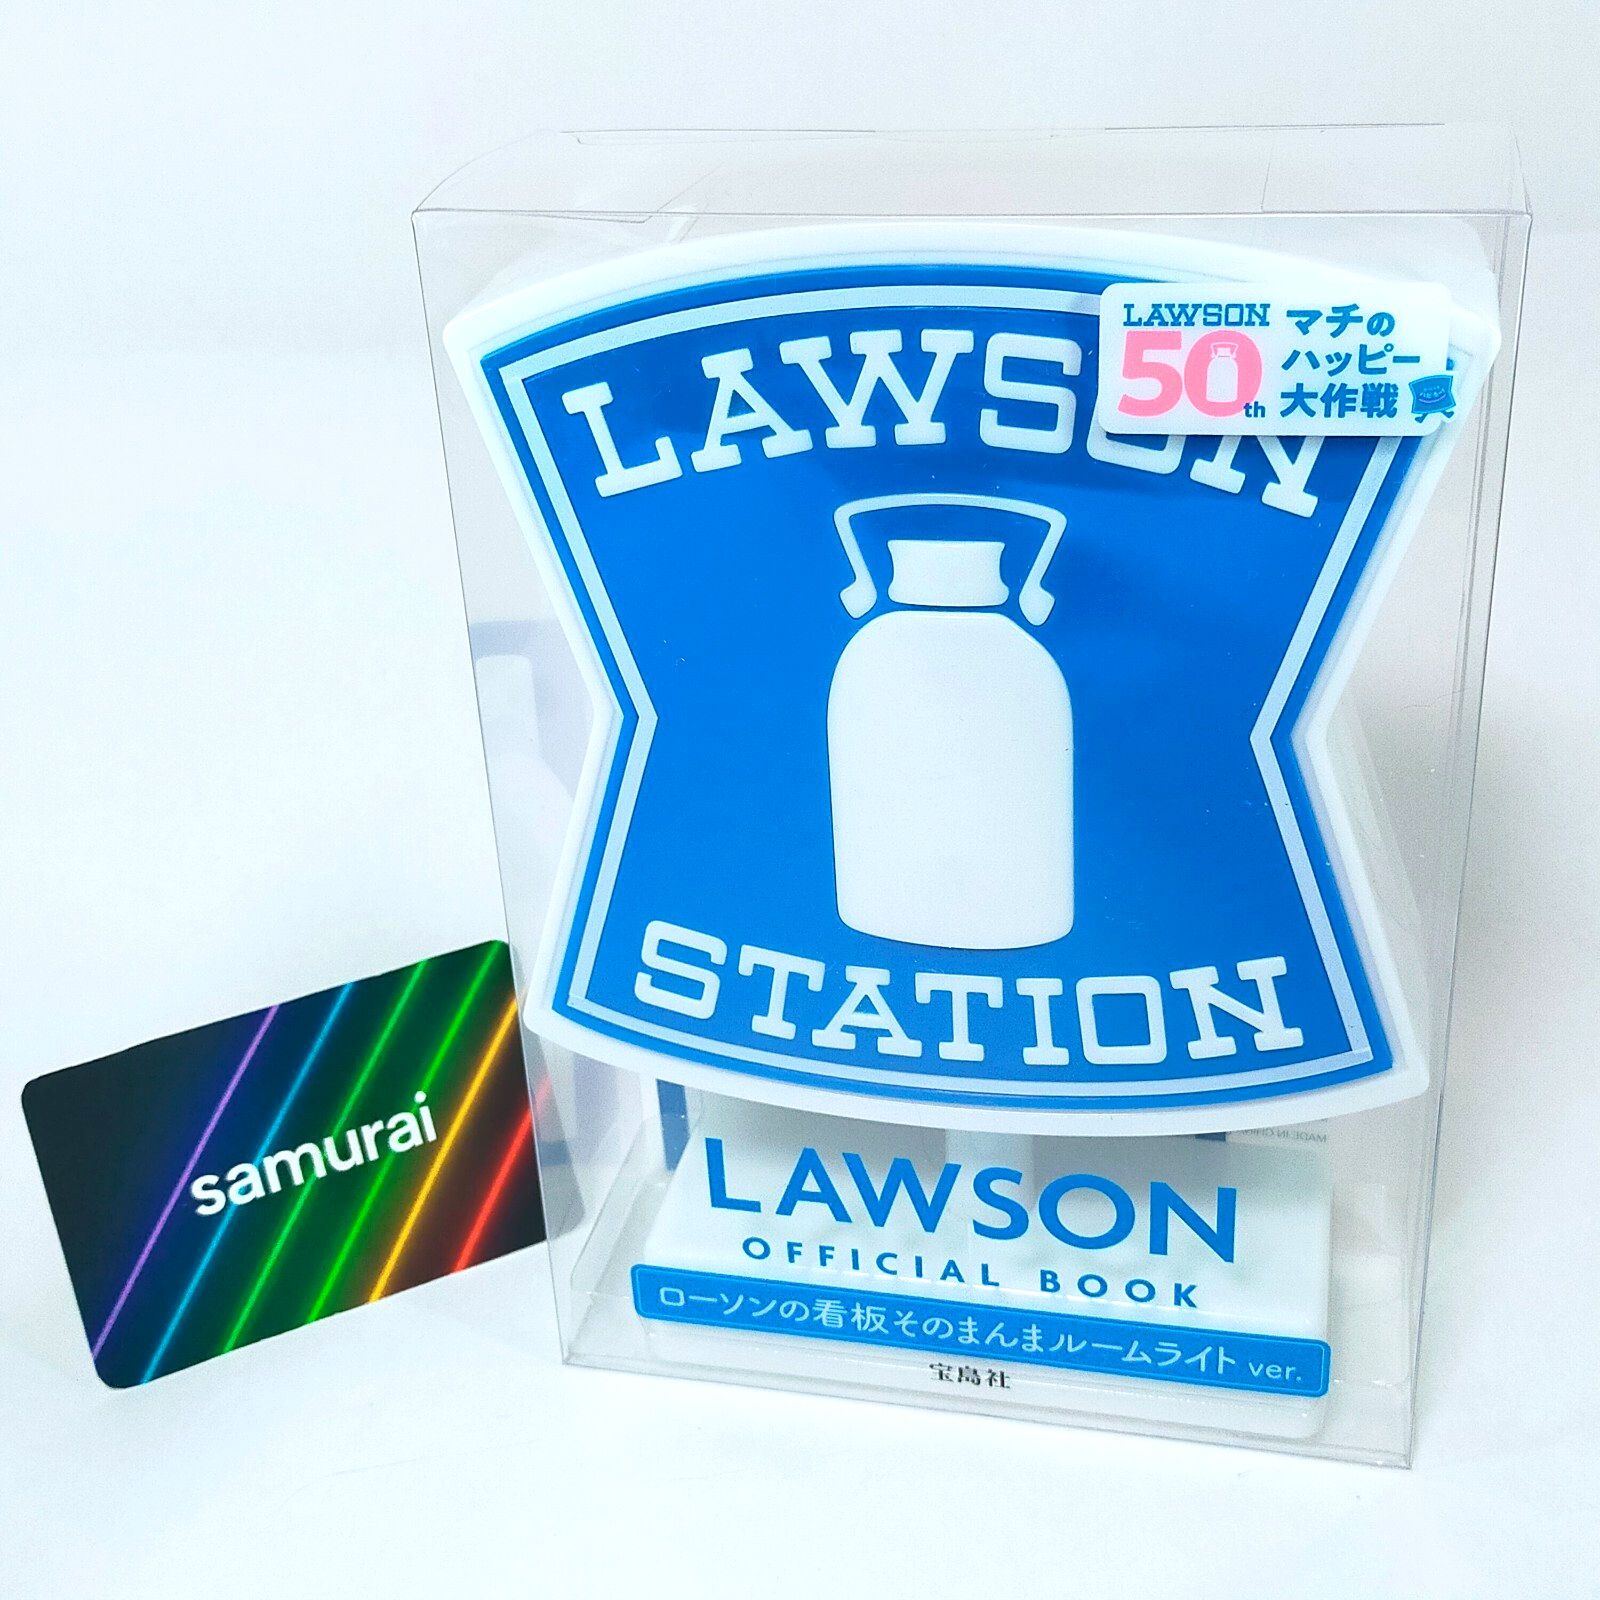 LAWSON
LAWSON
50th
マチの
ハッピー
大作戦
STATION
samurai
LAWSON
OFFICIAL BOOK
ローソンの看板そのまんまルームライト ver.
宝島社